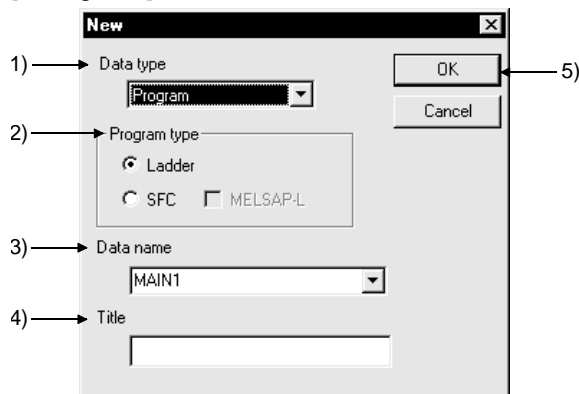 New
1) Data type
OK 5)
Program
Cancel
2) Program type
Ladder
SFC MELSAP-L
3) Data name
MAIN1
4) Title